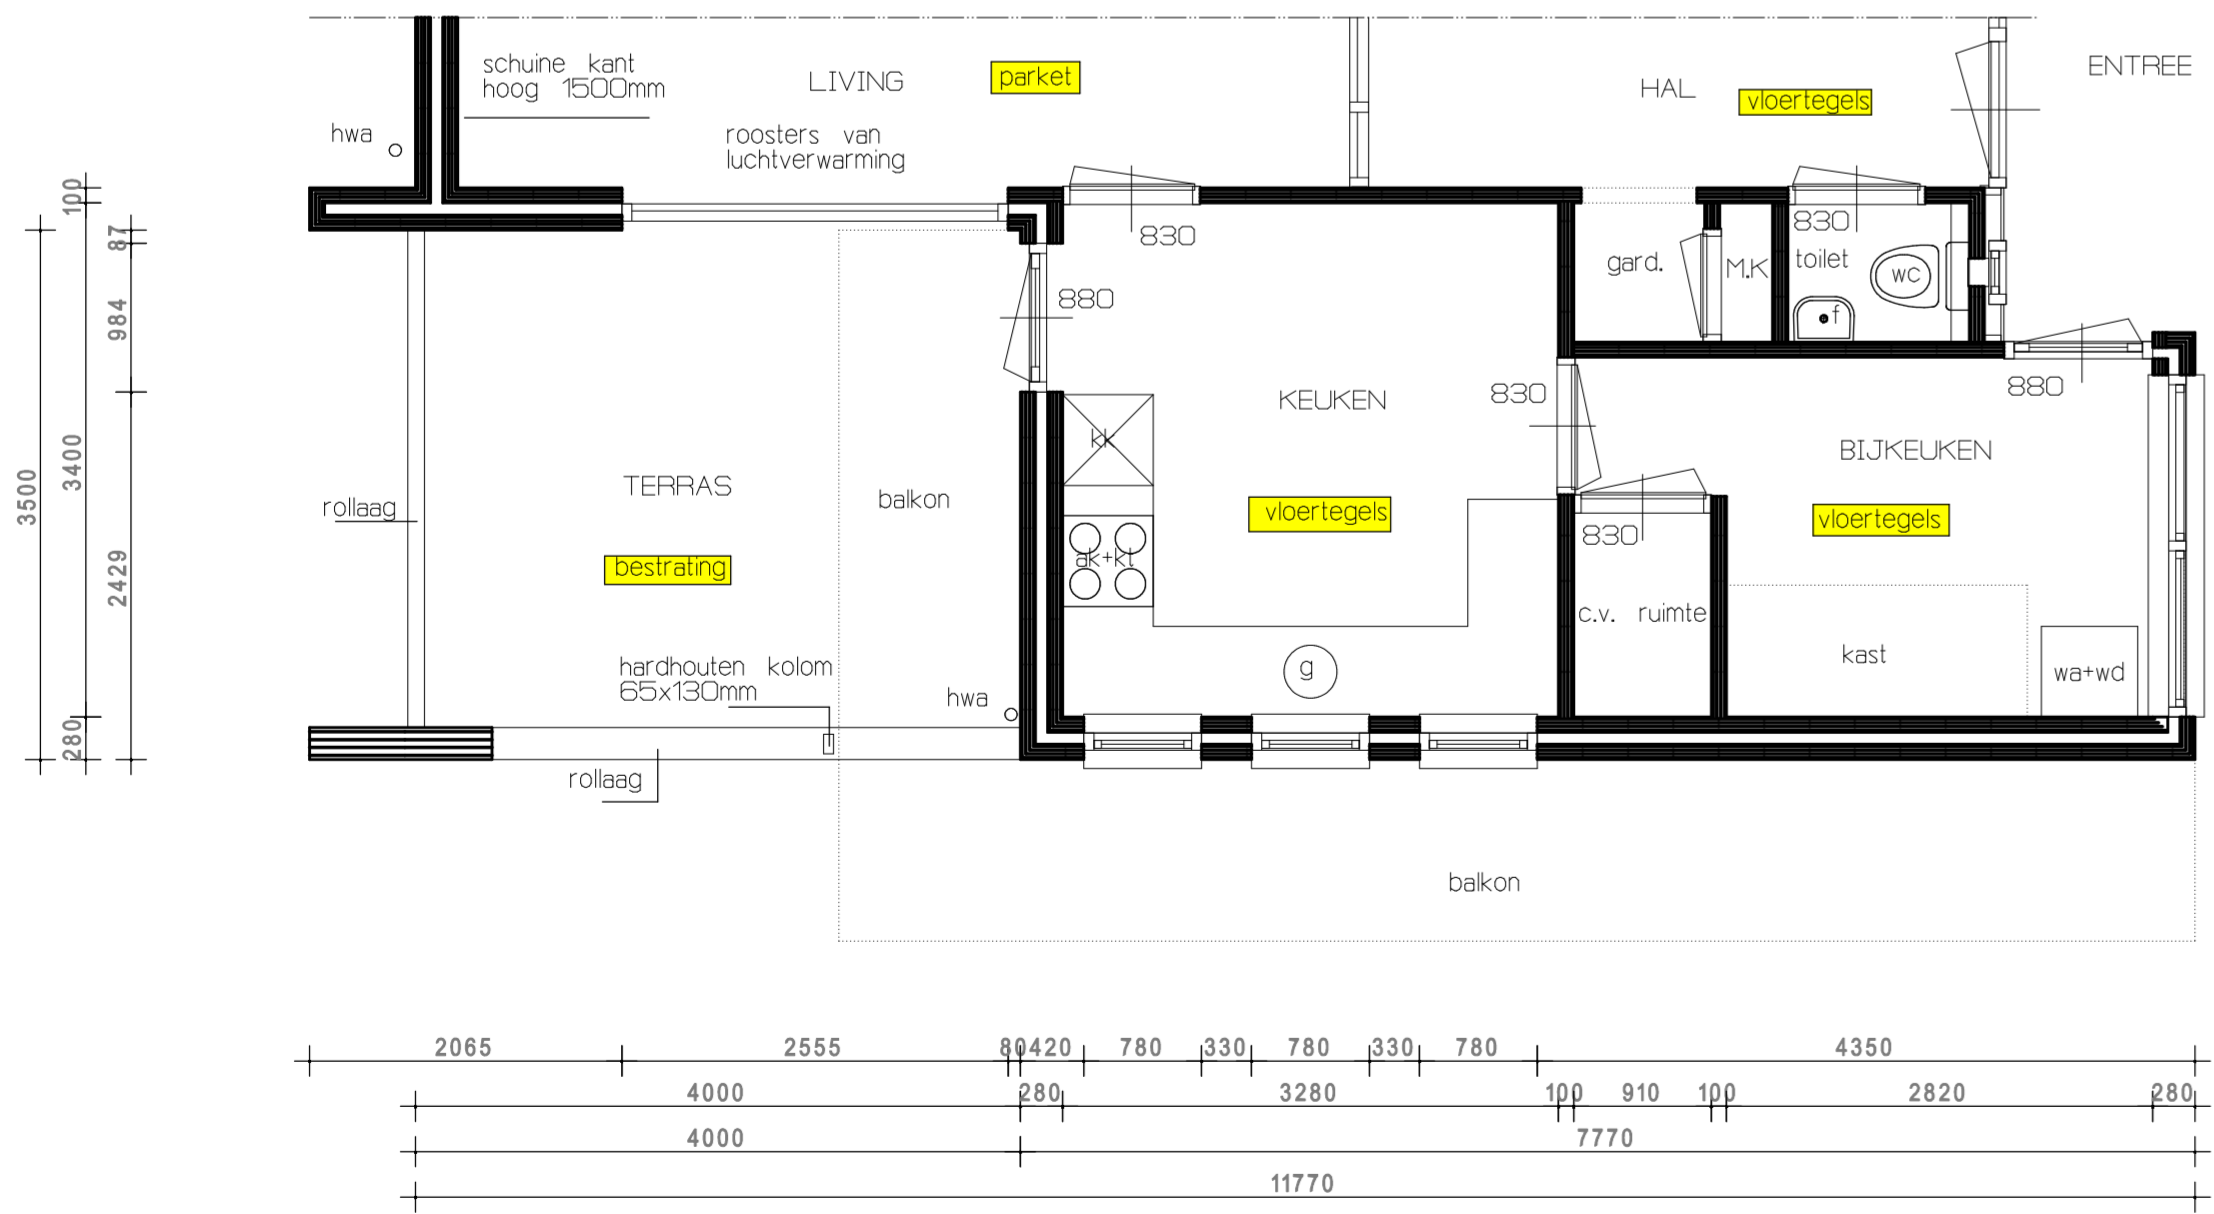 schuine kant
hoog 1500mm
LIVING
parket
HAL
vloertegels
ENTREE
hwa
roosters van
luchtverwarming
830
830
gard.
M.K
toilet
wc
f
880
KEUKEN
830
880
kk
BIJKEUKEN
TERRAS
balkon
rollaag
vloertegels
vloertegels
830
bestrating
ak+kt
c.v. ruimte
kast
wa+wd
hardhouten kolom
65x130mm
g
hwa
rollaag
balkon
100
87
984
3400
3500
2429
280
2065
2555
80
420
780
330
780
330
780
4350
4000
280
3280
100
910
100
2820
280
4000
7770
11770